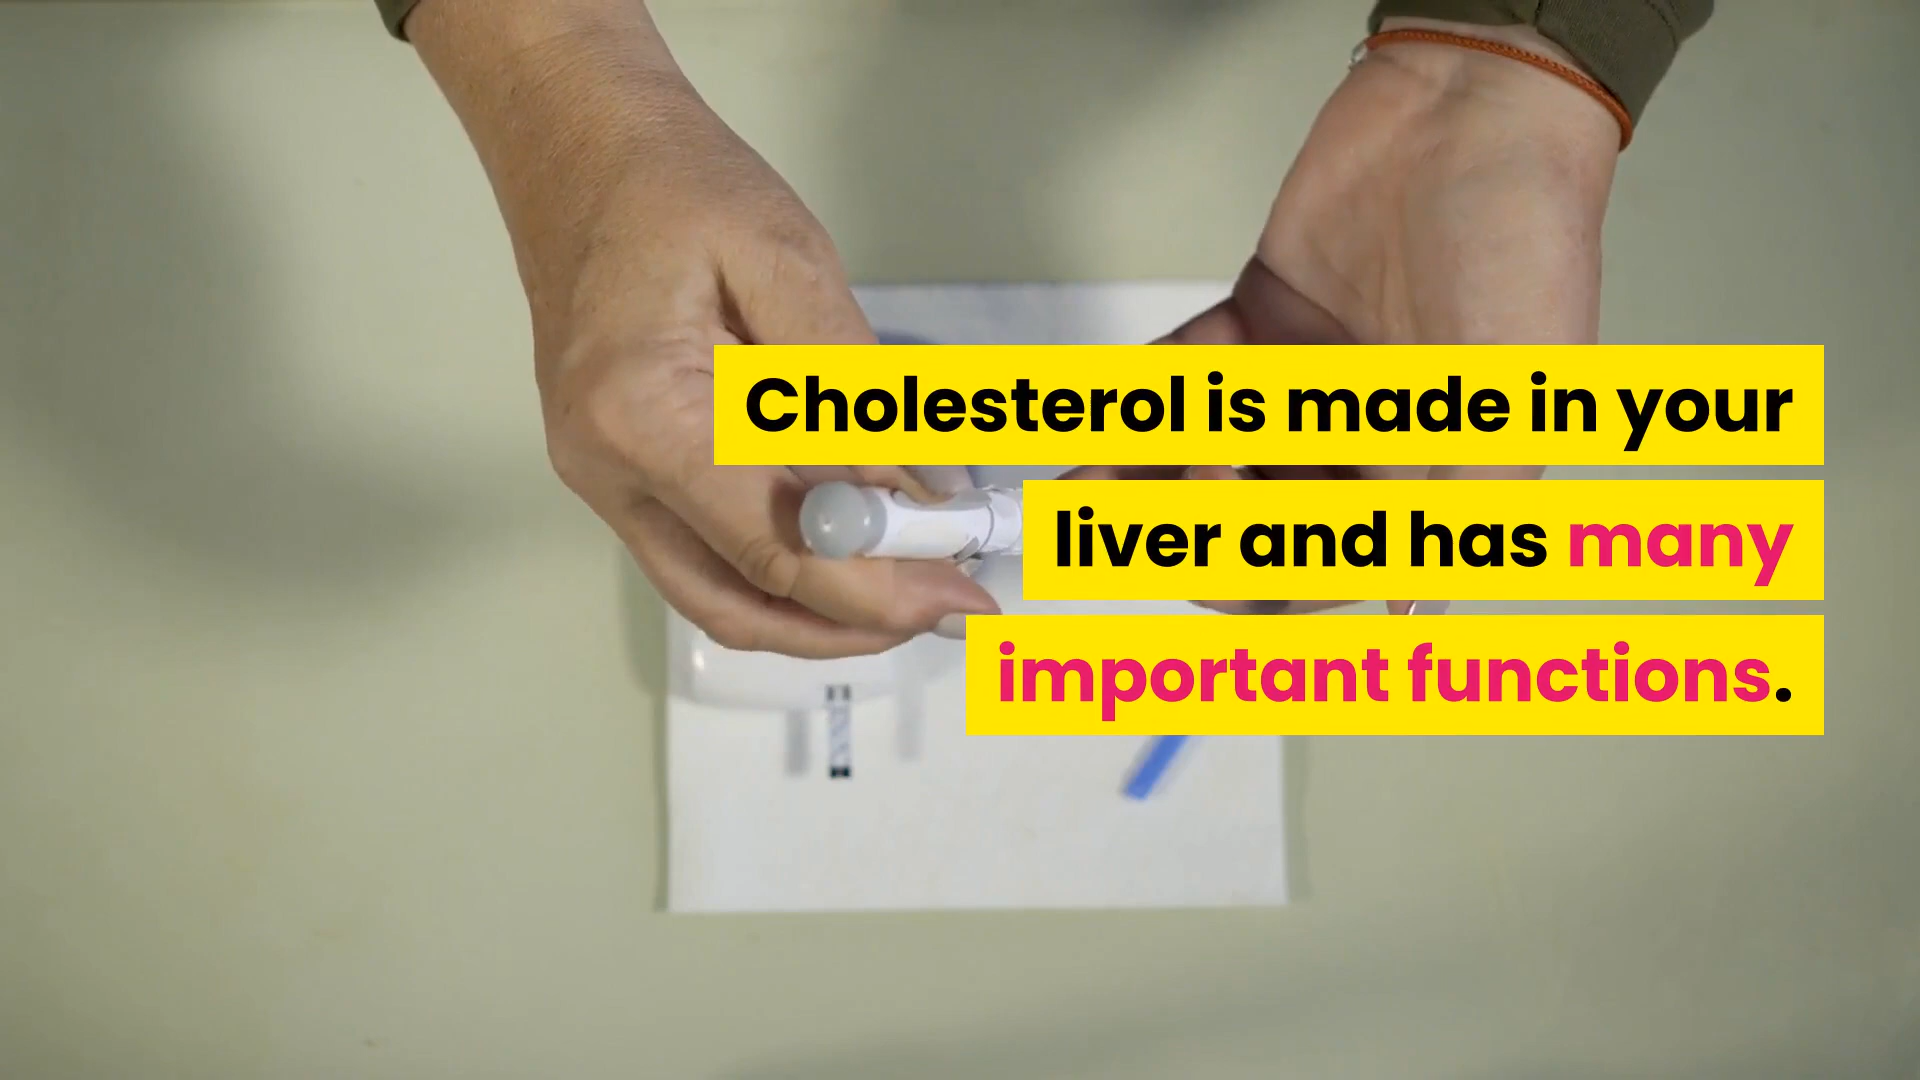 Cholesterol is made in your
liver and has many
important functions.